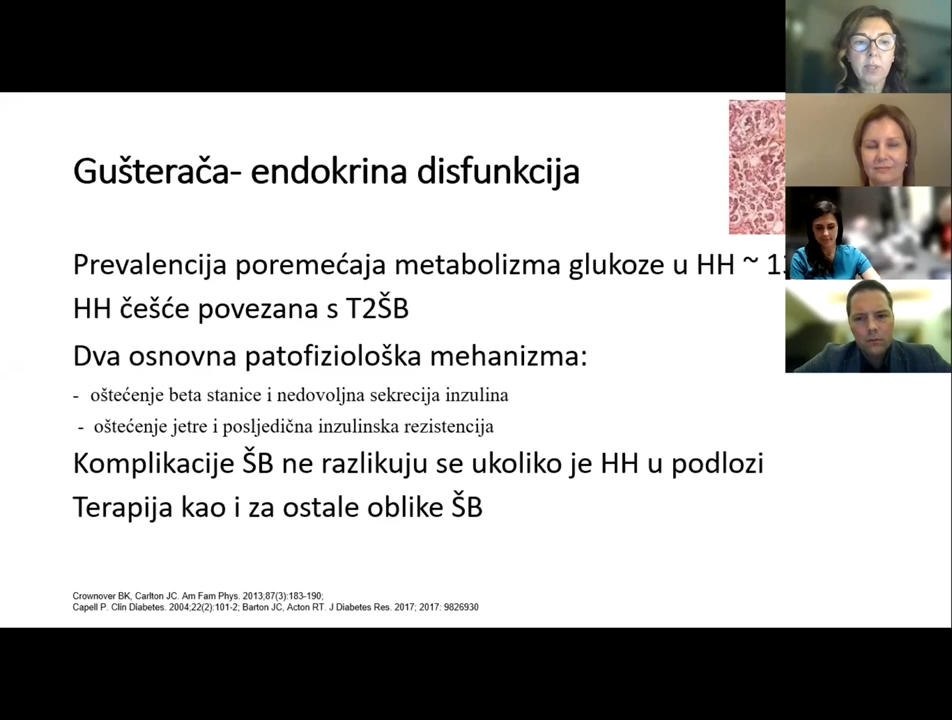 Gušterača- endokrina disfunkcija
Prevalencija poremećaja metabolizma glukoze u HH ~
HH češće povezana s T2ŠB
Dva osnovna patofiziološka mehanizma:
- oštećenje beta stanice i nedovoljna sekrecija inzulina
- oštećenje jetre i posljedična inzulinska rezistencija
Komplikacije ŠB ne razlikuju se ukoliko je HH u podlozi
Terapija kao i za ostale oblike ŠB
Crownover BK, Carlton JC. Am Fam Phys. 2013;87(3):183-190;
Capell P. Clin Diabetes. 2004;22(2):101-2; Barton JC, Acton RT. J Diabetes Res. 2017; 2017: 9826930